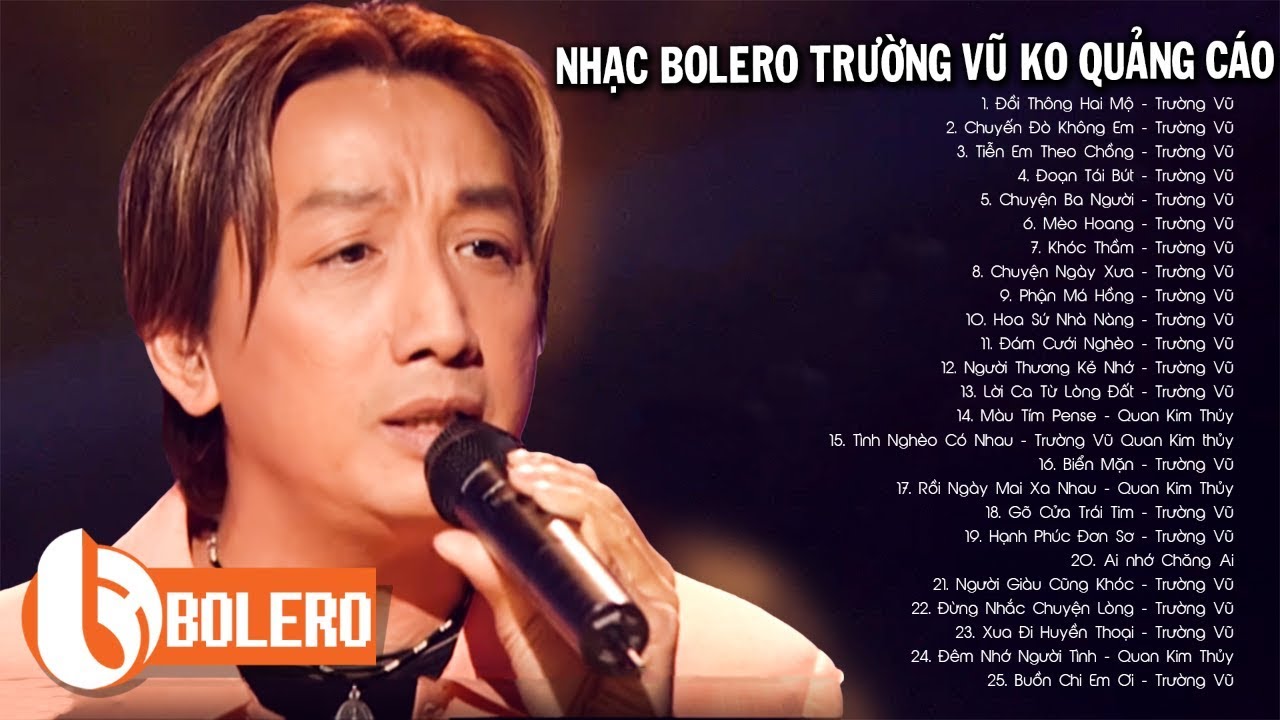 NHẠC BOLERO TRƯỜNG VŨ KO QUẢNG CÁO
1. Đồi Thông Hai Mộ - Trường Vũ
2. Chuyến Đò Không Em - Trường Vũ
3. Tiễn Em Theo Chồng - Trường Vũ
4. Đoạn Tái Bút - Trường Vũ
5. Chuyện Ba Người - Trường Vũ
6. Mèo Hoang - Trường Vũ
7. Khóc Thầm - Trường Vũ
8. Chuyện Ngày Xưa - Trường Vũ
9. Phận Má Hồng - Trường Vũ
10. Hoa Sứ Nhà Nàng - Trường Vũ
11. Đám Cưới Nghèo - Trường Vũ
12. Người Thương Kẻ Nhớ - Trường Vũ
13. Lời Ca Từ Lòng Đất - Trường Vũ
14. Màu Tím Pense - Quan Kim Thủy
15. Tình Nghèo Có Nhau - Trường Vũ Quan Kim thủy
16. Biển Mặn - Trường Vũ
17. Rồi Ngày Mai Xa Nhau - Quan Kim Thủy
18. Gõ Cửa Trái Tim - Trường Vũ
19. Hạnh Phúc Đơn Sơ - Trường Vũ
20. Ai nhớ Chăng Ai
21. Người Giàu Cũng Khóc - Trường Vũ
22. Đừng Nhắc Chuyện Lòng - Trường Vũ
23. Xua Đi Huyền Thoại - Trường Vũ
24. Đêm Nhớ Người Tình - Quan Kim Thủy
25. Buồn Chi Em Ơi - Trường Vũ
BOLERO